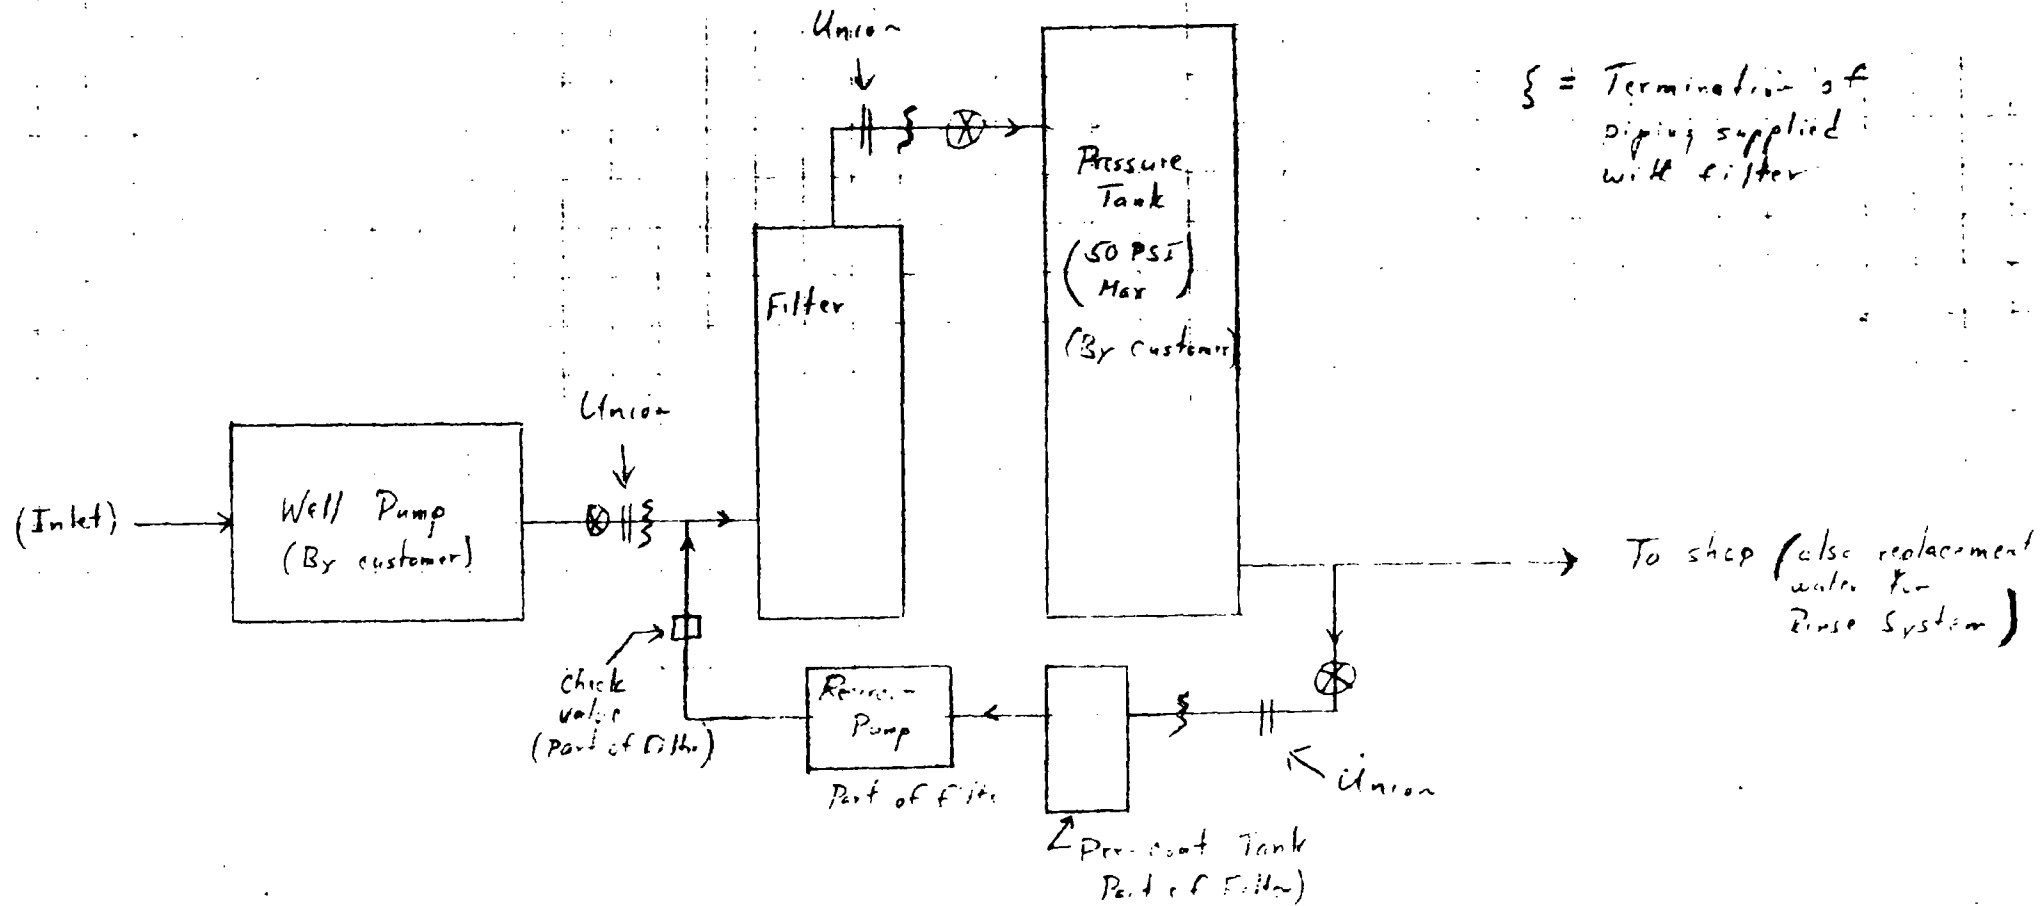 Union
{ = Termination of
piping supplied
with filter
Pressure
Tank
(50 PSI
Max)
(By customer)
Filter
Union
(Inlet)
Well Pump
(By customer)
To shop (also replacement
water for
Rinse System)
Check
valve
(Part of Filter)
Pump
Part of filter
Union
Pre-coat Tank
Part of Filter)